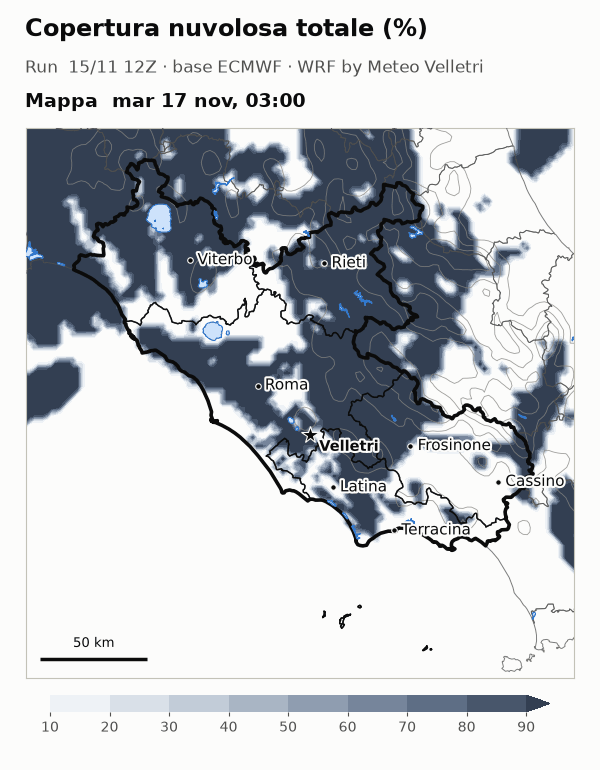 Copertura nuvolosa totale (%)
Run  15/11 12Z · base ECMWF · WRF by Meteo Velletri
Mappa  mar 17 nov, 03:00
Viterbo
Rieti
Roma
Velletri
Frosinone
Cassino
Latina
Terracina
50 km
10 20 30 40 50 60 70 80 90